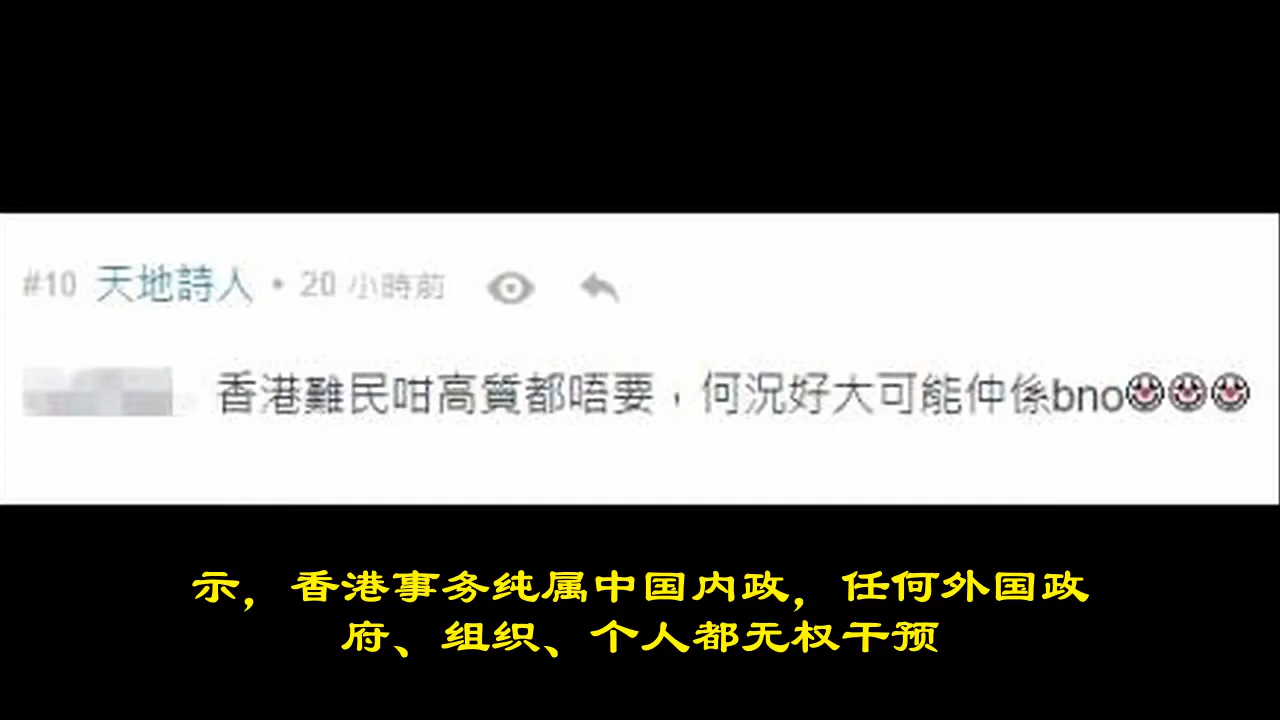 #10 天地詩人 • 20 小時前
香港難民咁高質都唔要，何況好大可能仲係bno
示，香港事务纯属中国内政，任何外国政
府、组织、个人都无权干预